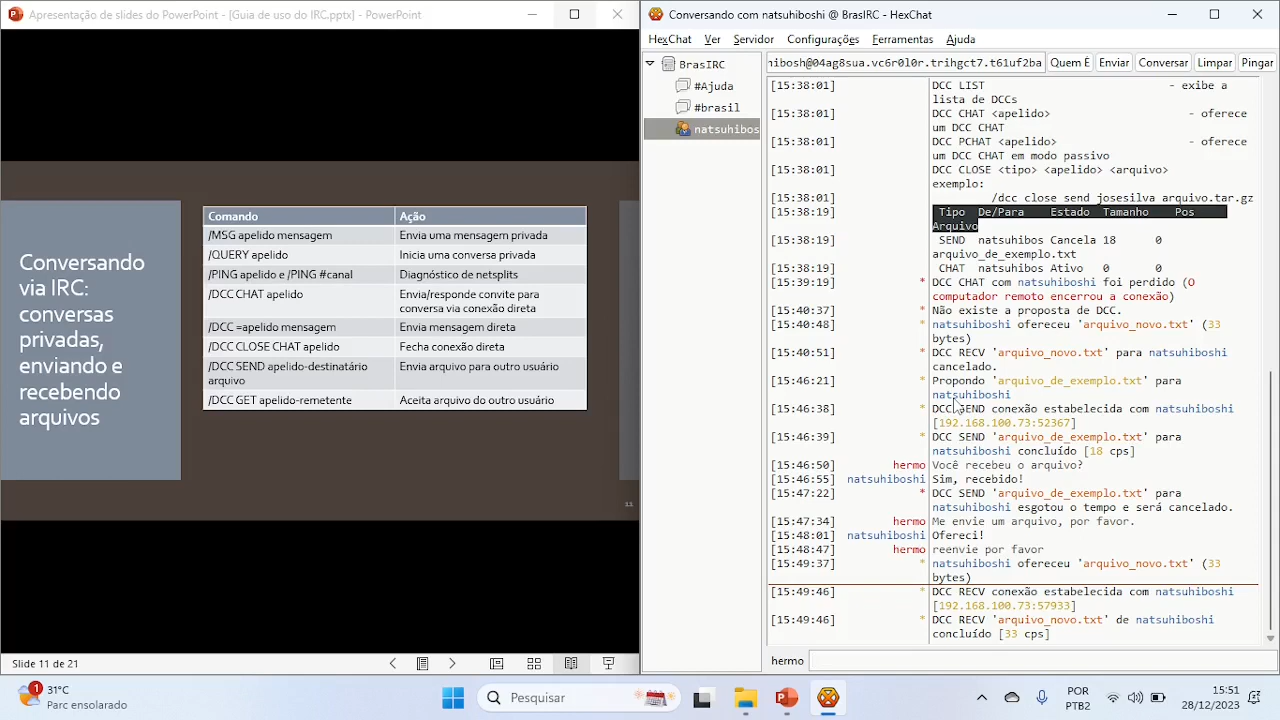 Apresentação de slides do PowerPoint - [Guia de uso do IRC.pptx] - PowerPoint
Conversando
via IRC:
conversas
privadas,
enviando e
recebendo
arquivos
Comando Ação
/MSG apelido mensagem Envia uma mensagem privada
/QUERY apelido Inicia uma conversa privada
/PING apelido e /PING #canal Diagnóstico de netsplits
/DCC CHAT apelido Envia/responde convite para
conversa via conexão direta
/DCC =apelido mensagem Envia mensagem direta
/DCC CLOSE CHAT apelido Fecha conexão direta
/DCC SEND apelido-destinatário Envia arquivo para outro usuário
arquivo
/DCC GET apelido-remetente Aceita arquivo do outro usuário
11
Slide 11 de 21
Conversando com natsuhiboshi @ BrasIRC - HexChat
HexChat Ver Servidor Configurações Ferramentas Ajuda
BrasIRC
#Ajuda
#brasil
natsuhibos
hibosh@04ag8sua.vc6r0l0r.trihgct7.t61uf2ba Quem É Enviar Conversar Limpar Pingar
[15:38:01] DCC LIST - exibe a
lista de DCCs
[15:38:01] DCC CHAT <apelido> - oferece
um DCC CHAT
[15:38:01] DCC PCHAT <apelido> - oferece
um DCC CHAT em modo passivo
[15:38:01] DCC CLOSE <tipo> <apelido> <arquivo>
exemplo:
[15:38:01] /dcc close send josesilva arquivo.tar.gz
[15:38:19] Tipo De/Para Estado Tamanho Pos
Arquivo
[15:38:19] SEND natsuhibos Cancela 18 0
arquivo_de_exemplo.txt
[15:38:19] CHAT natsuhibos Ativo 0 0
[15:39:19] * DCC CHAT com natsuhiboshi foi perdido (O
computador remoto encerrou a conexão)
[15:40:37] * Não existe a proposta de DCC.
[15:40:48] * natsuhiboshi ofereceu 'arquivo_novo.txt' (33
bytes)
[15:40:51] * DCC RECV 'arquivo_novo.txt' para natsuhiboshi
cancelado.
[15:46:21] * Propondo 'arquivo_de_exemplo.txt' para
natsuhiboshi
[15:46:38] * DCC SEND conexão estabelecida com natsuhiboshi
[192.168.100.73:52367]
[15:46:39] * DCC SEND 'arquivo_de_exemplo.txt' para
natsuhiboshi concluído [18 cps]
[15:46:50] hermo Você recebeu o arquivo?
[15:46:55] natsuhiboshi Sim, recebido!
[15:47:22] * DCC SEND 'arquivo_de_exemplo.txt' para
natsuhiboshi esgotou o tempo e será cancelado.
[15:47:34] hermo Me envie um arquivo, por favor.
[15:48:01] natsuhiboshi Ofereci!
[15:48:47] hermo reenvie por favor
[15:49:37] * natsuhiboshi ofereceu 'arquivo_novo.txt' (33
bytes)
[15:49:46] * DCC RECV conexão estabelecida com natsuhiboshi
[192.168.100.73:57933]
[15:49:46] * DCC RECV 'arquivo_novo.txt' de natsuhiboshi
concluído [33 cps]
hermo
1
31°C
Parc ensolarado
Pesquisar
POR
PTB2
15:51
28/12/2023